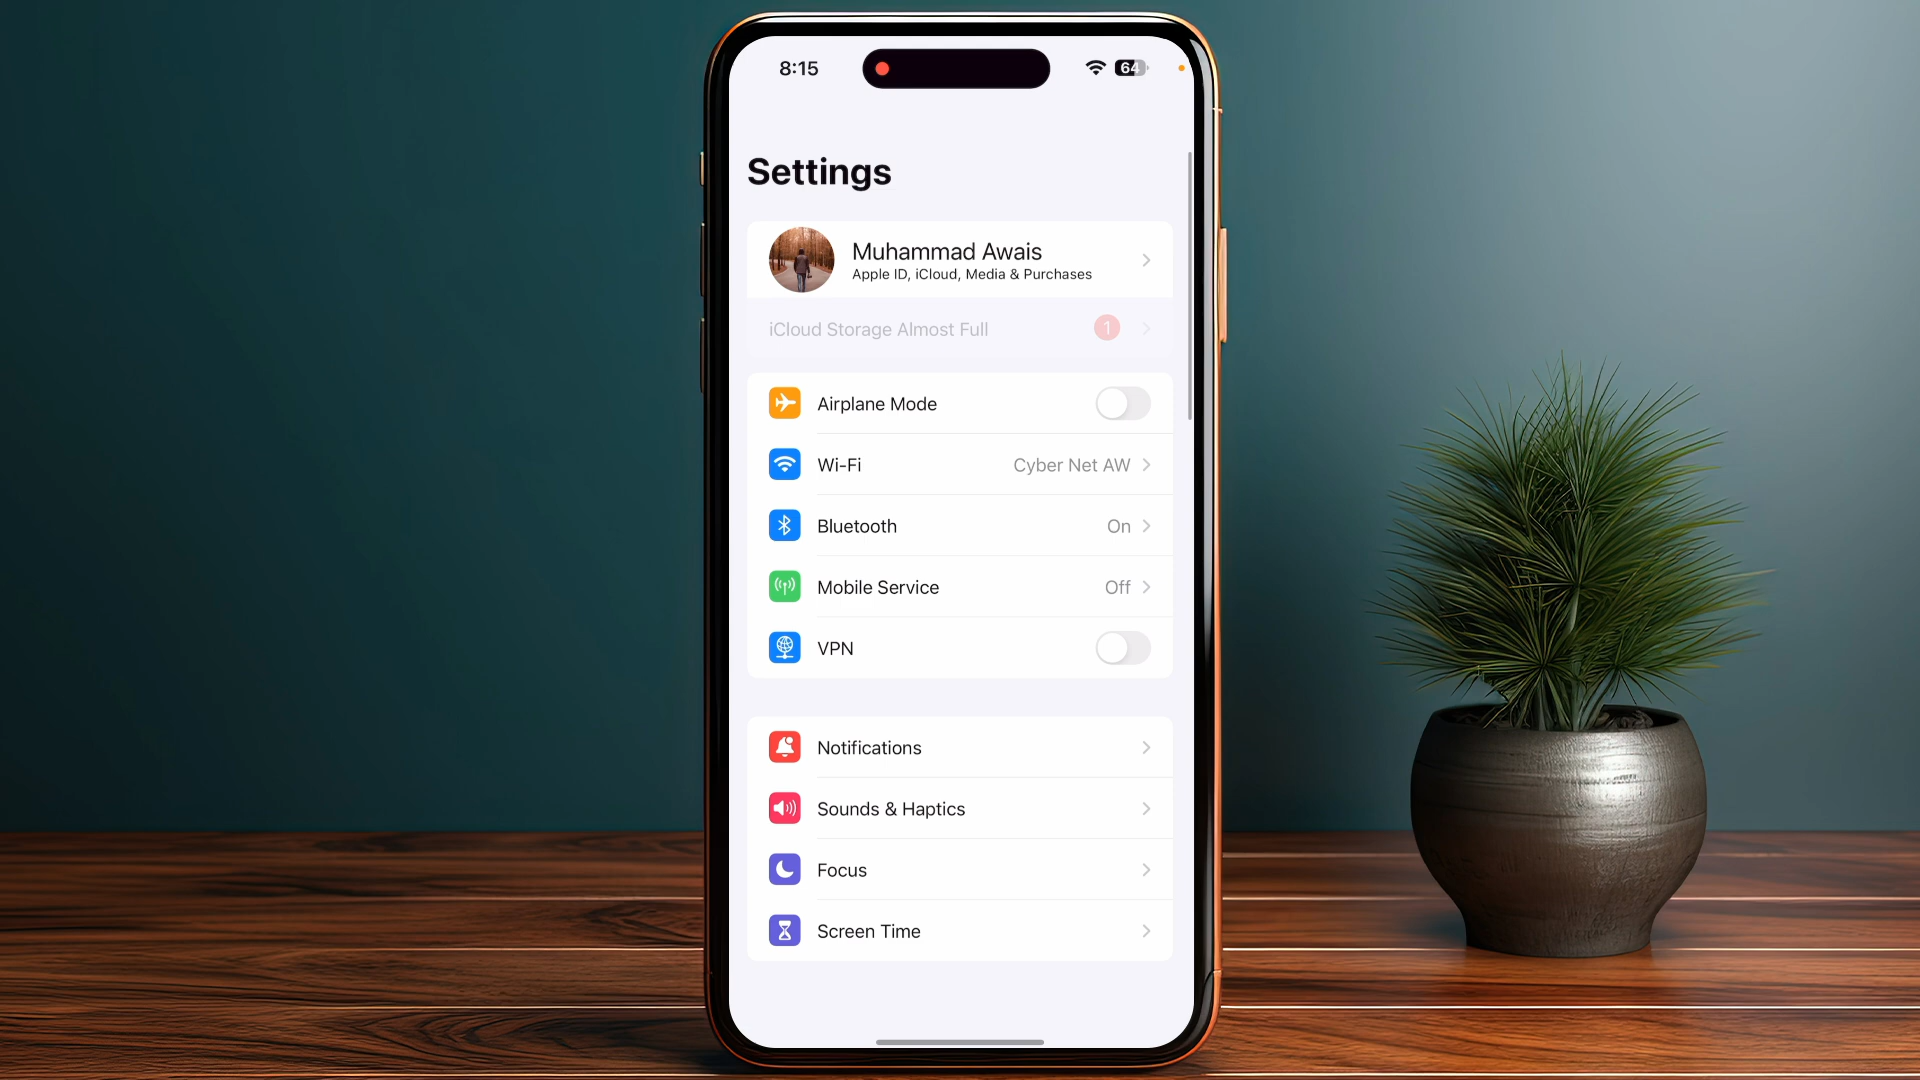 8:15
64
Settings
Muhammad Awais
Apple ID, iCloud, Media & Purchases
iCloud Storage Almost Full
1
Airplane Mode
Wi-Fi
Cyber Net AW
Bluetooth
On
Mobile Service
Off
VPN
Notifications
Sounds & Haptics
Focus
Screen Time